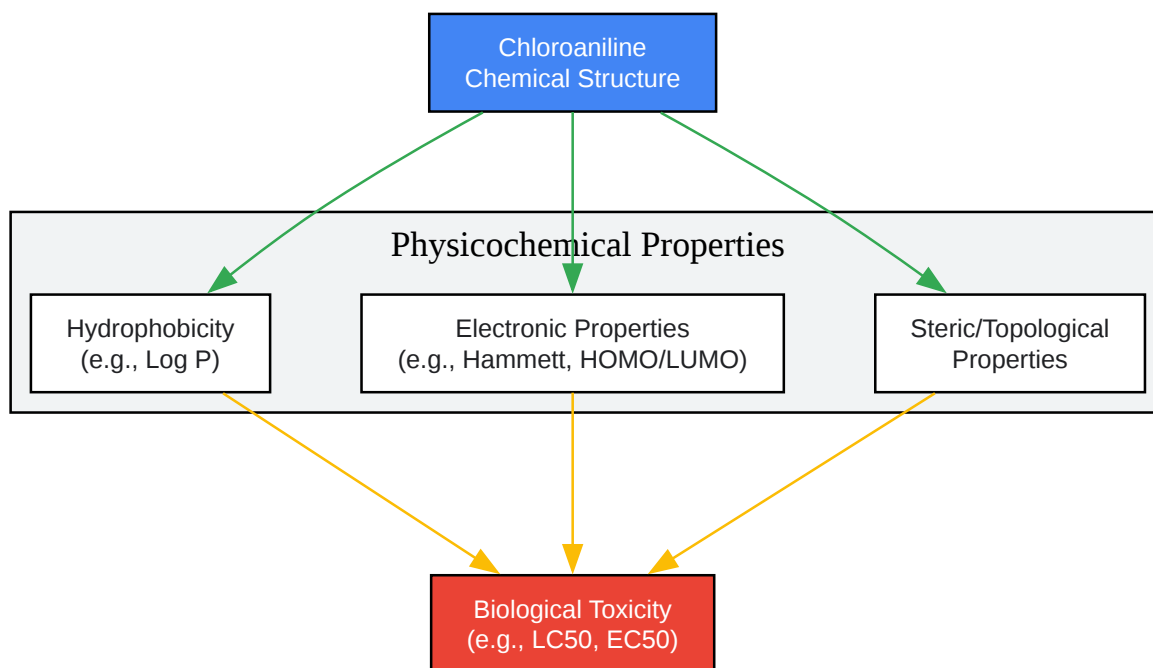 Chloroaniline
Chemical Structure
Physicochemical Properties
Hydrophobicity
(e.g., Log P)
Electronic Properties
(e.g., Hammett, HOMO/LUMO)
Steric/Topological
Properties
Biological Toxicity
(e.g., LC50, EC50)